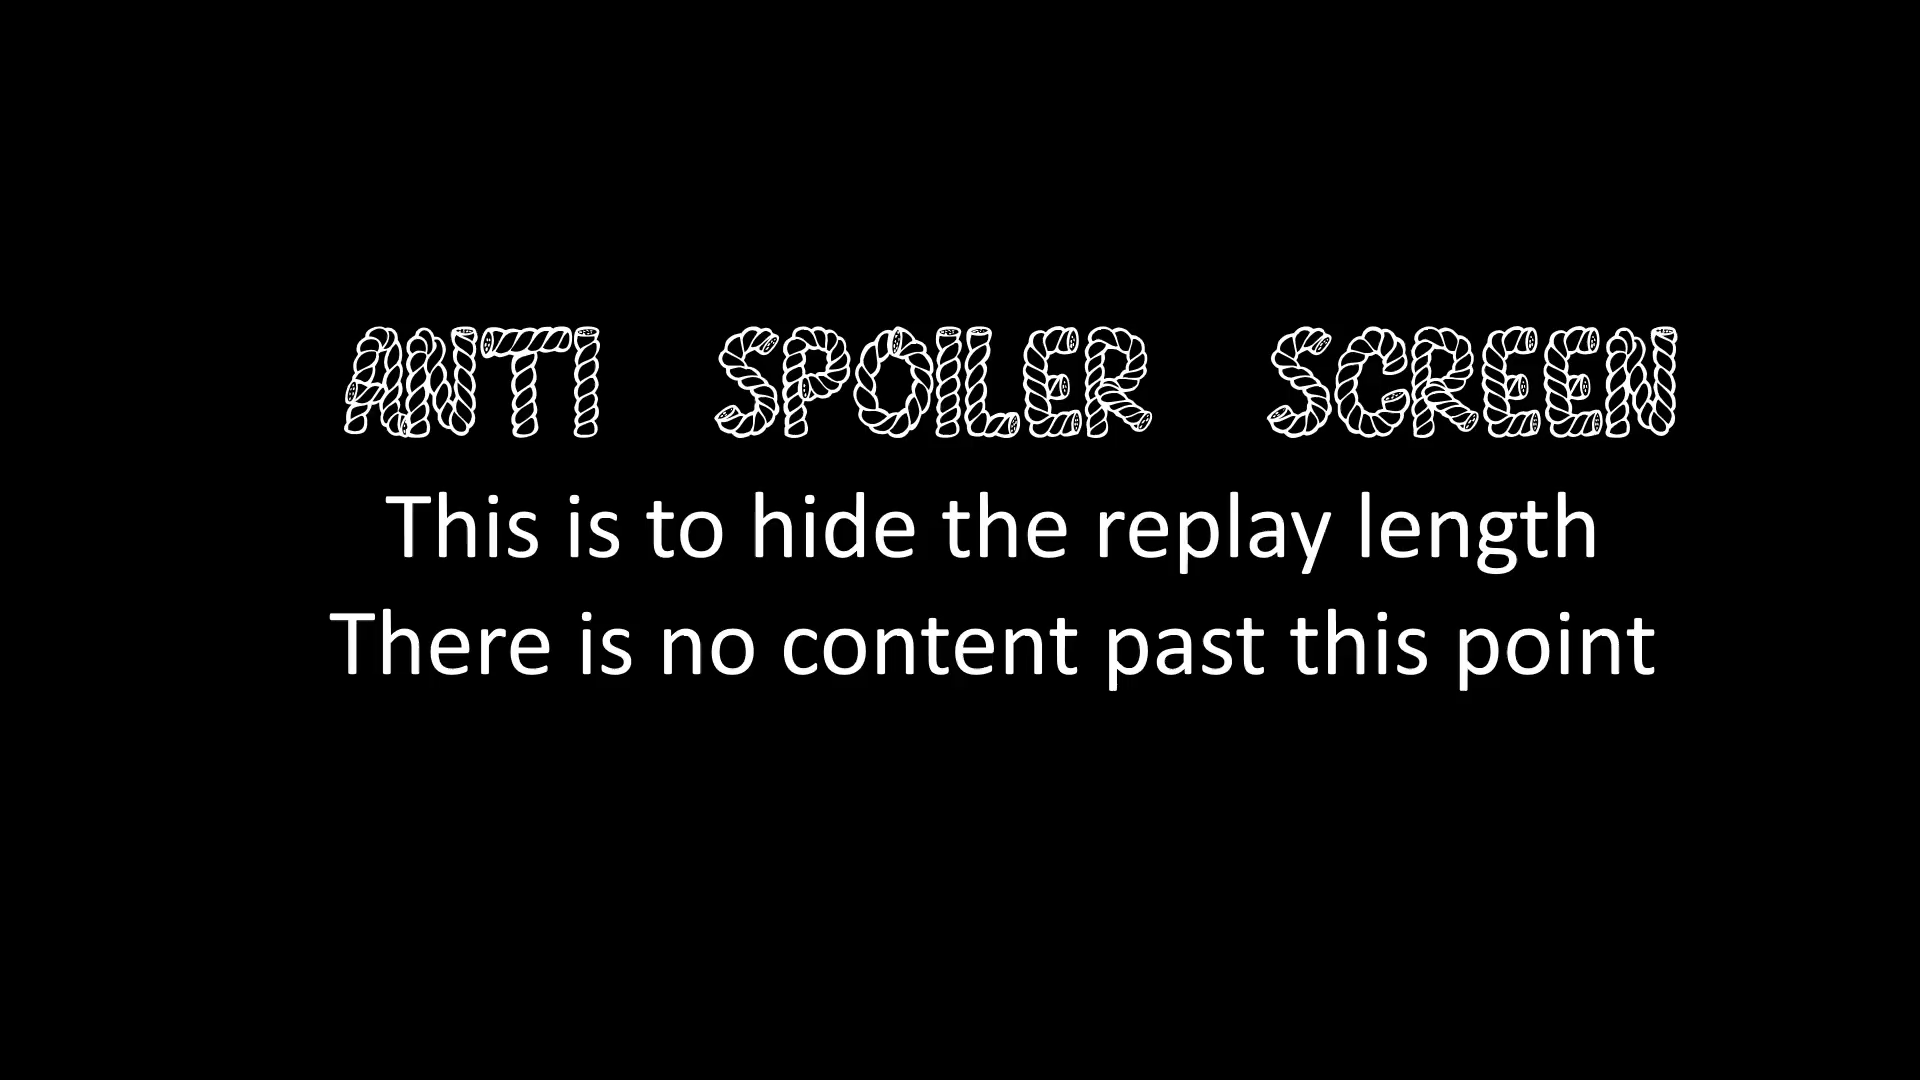 ANTI SPOILER SCREEN
This is to hide the replay length
There is no content past this point